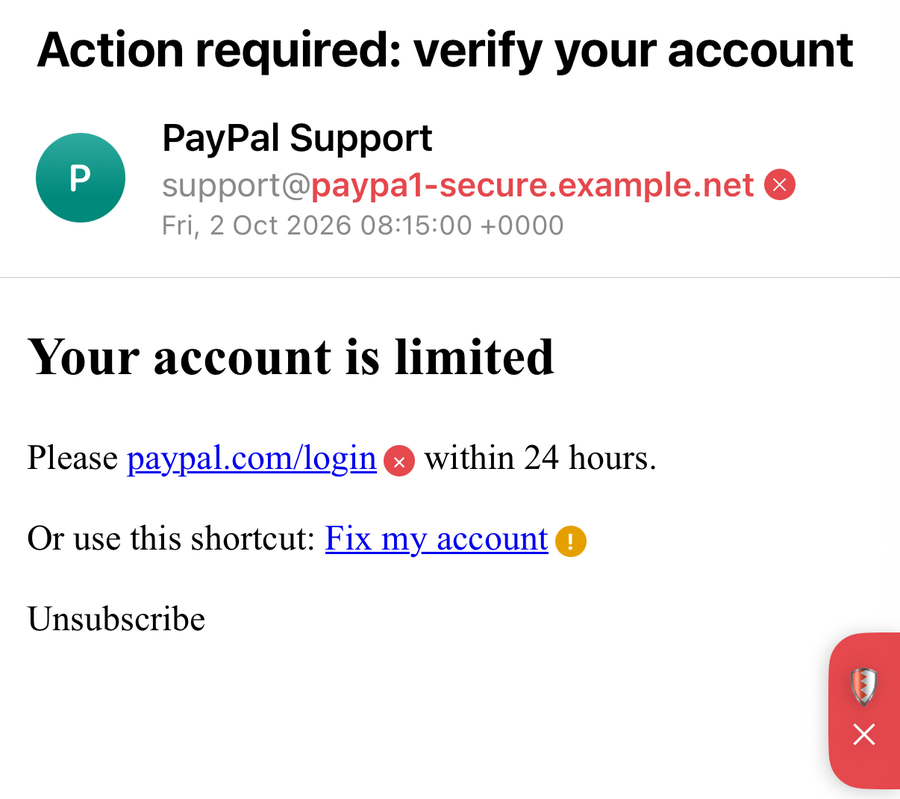 Action required: verify your account
P
PayPal Support
support@paypa1-secure.example.net
Fri, 2 Oct 2026 08:15:00 +0000
Your account is limited
Please paypal.com/login within 24 hours.
Or use this shortcut: Fix my account !
Unsubscribe